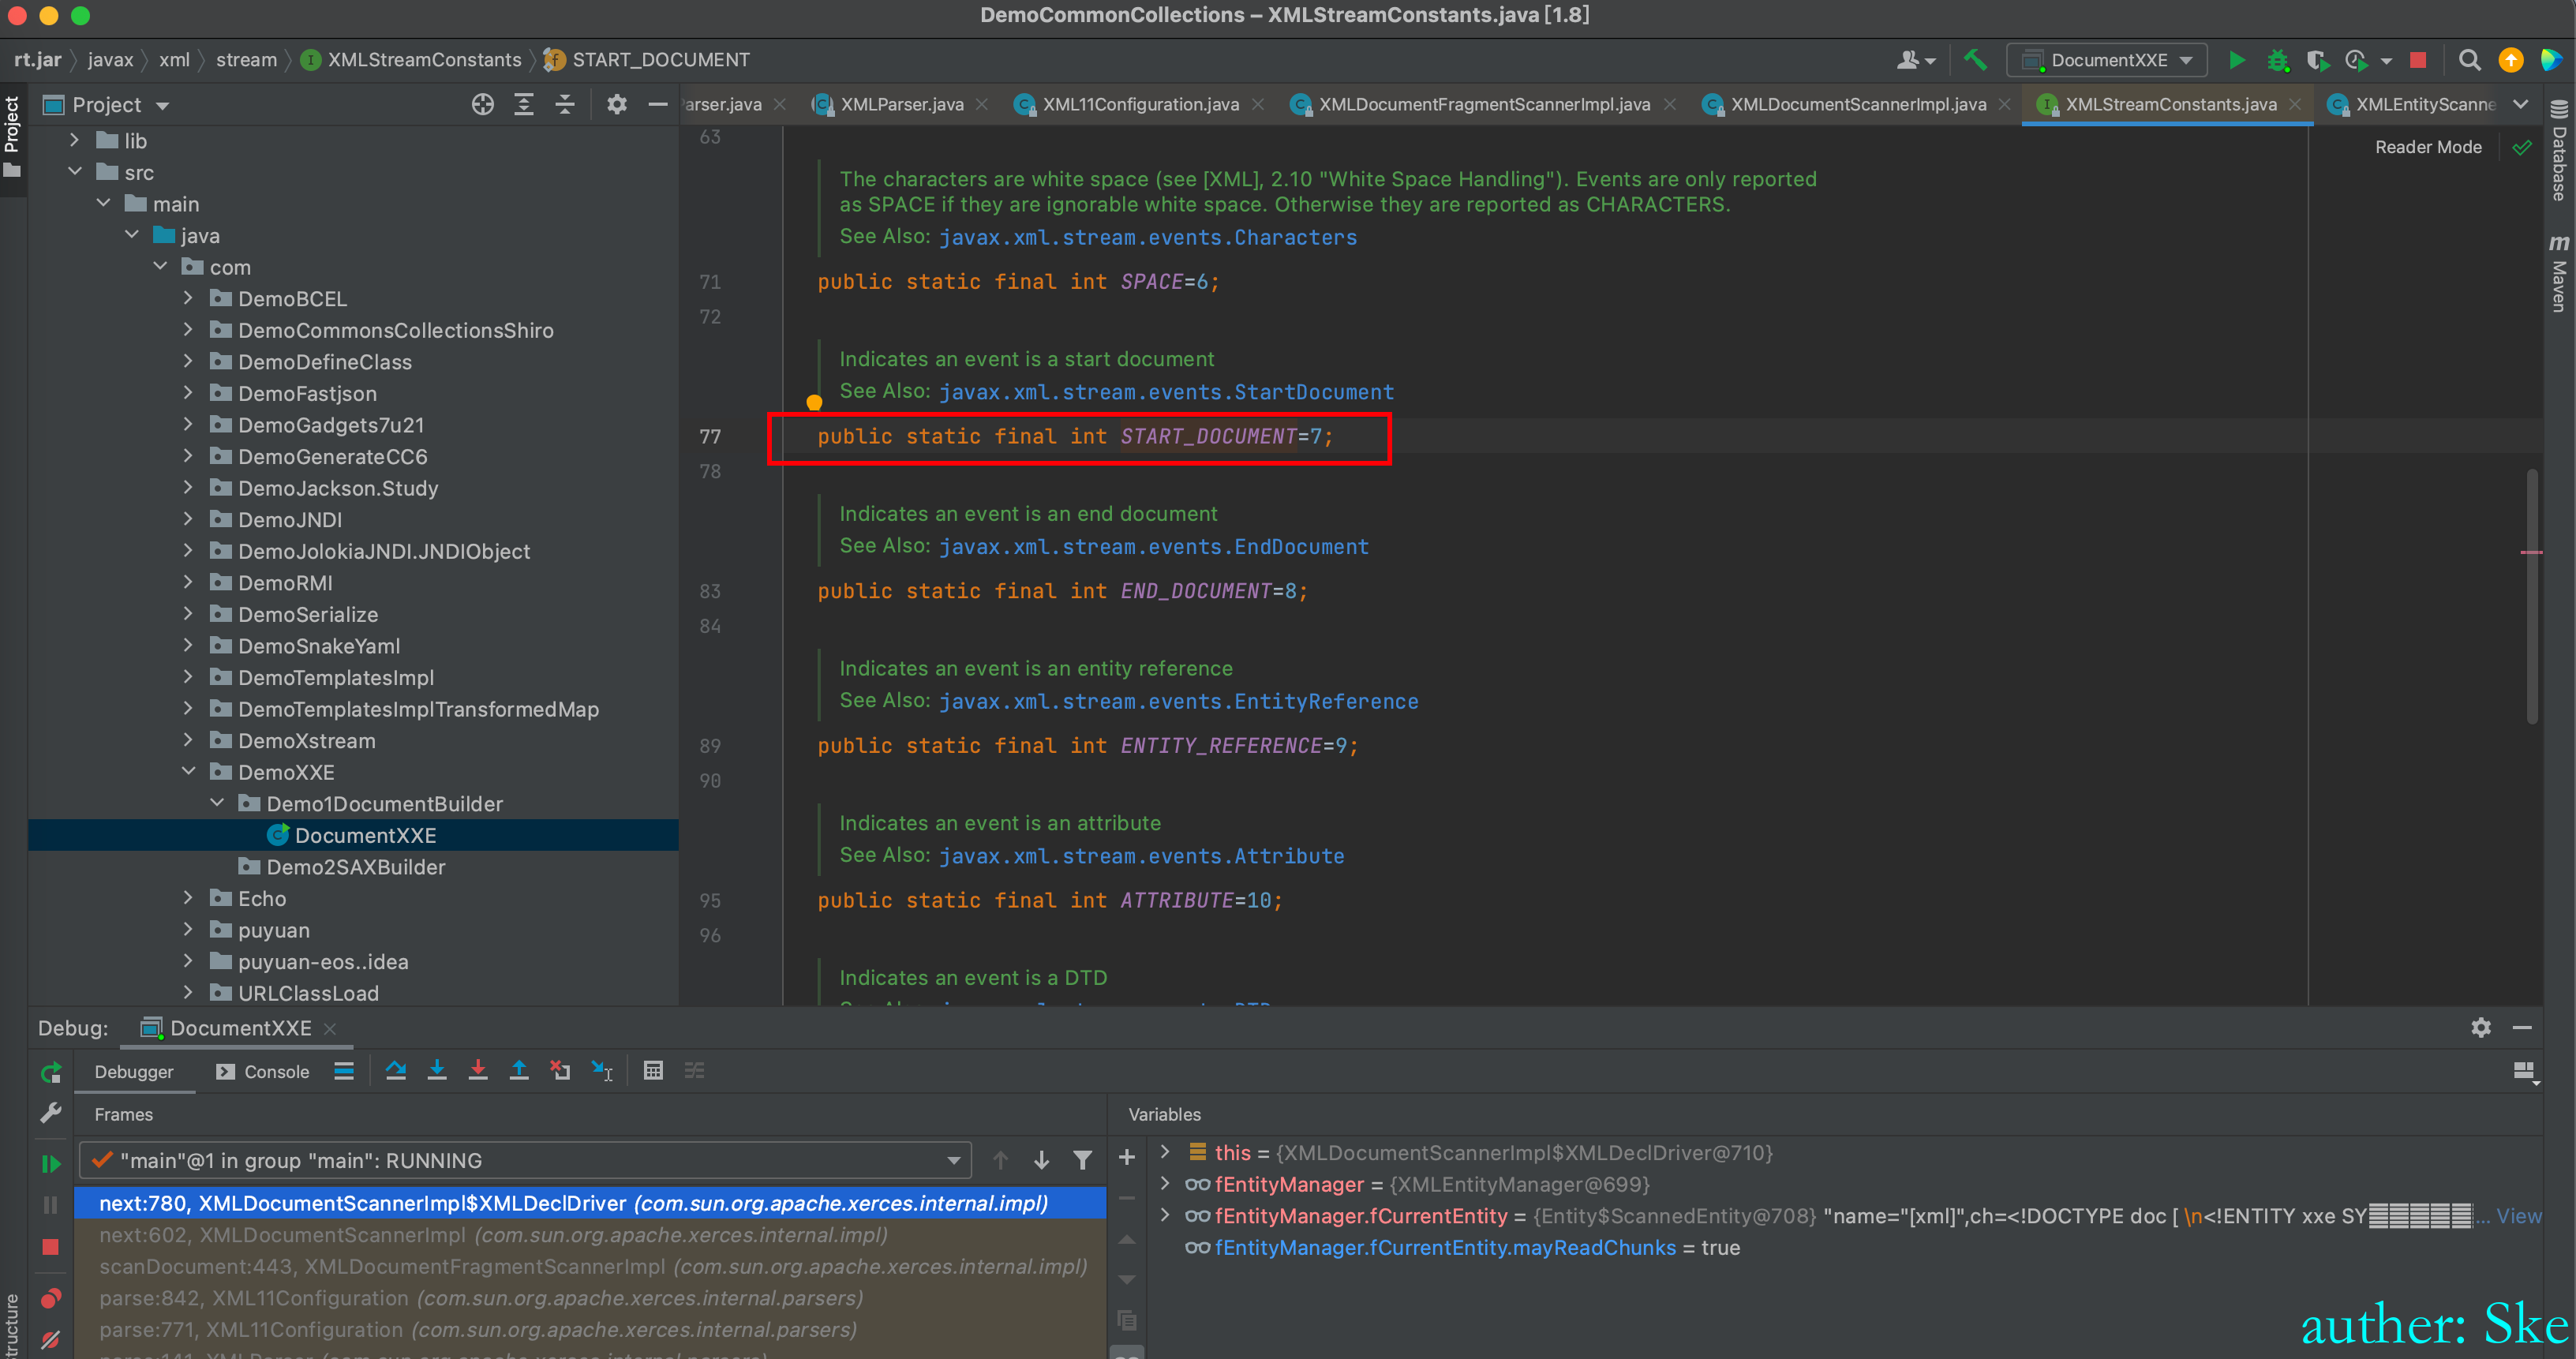 DemoCommonCollections – XMLStreamConstants.java [1.8]
rt.jar javax xml stream XMLStreamConstants START_DOCUMENT
DocumentXXE
Project
Project
Parser.java XMLParser.java XML11Configuration.java XMLDocumentFragmentScannerImpl.java XMLDocumentScannerImpl.java XMLStreamConstants.java XMLEntityScanne
Database
Maven
Reader Mode
lib
src
main
java
com
DemoBCEL
DemoCommonsCollectionsShiro
DemoDefineClass
DemoFastjson
DemoGadgets7u21
DemoGenerateCC6
DemoJackson.Study
DemoJNDI
DemoJolokiaJNDI.JNDIObject
DemoRMI
DemoSerialize
DemoSnakeYaml
DemoTemplatesImpl
DemoTemplatesImplTransformedMap
DemoXstream
DemoXXE
Demo1DocumentBuilder
DocumentXXE
Demo2SAXBuilder
Echo
puyuan
puyuan-eos..idea
URLClassLoad
63
The characters are white space (see [XML], 2.10 "White Space Handling"). Events are only reported
as SPACE if they are ignorable white space. Otherwise they are reported as CHARACTERS.
See Also: javax.xml.stream.events.Characters
71 public static final int SPACE=6;
72
Indicates an event is a start document
See Also: javax.xml.stream.events.StartDocument
77 public static final int START_DOCUMENT=7;
78
Indicates an event is an end document
See Also: javax.xml.stream.events.EndDocument
83 public static final int END_DOCUMENT=8;
84
Indicates an event is an entity reference
See Also: javax.xml.stream.events.EntityReference
89 public static final int ENTITY_REFERENCE=9;
90
Indicates an event is an attribute
See Also: javax.xml.stream.events.Attribute
95 public static final int ATTRIBUTE=10;
96
Indicates an event is a DTD
Debug: DocumentXXE
Debugger Console
Frames
"main"@1 in group "main": RUNNING
next:780, XMLDocumentScannerImpl$XMLDeclDriver (com.sun.org.apache.xerces.internal.impl)
next:602, XMLDocumentScannerImpl (com.sun.org.apache.xerces.internal.impl)
scanDocument:443, XMLDocumentFragmentScannerImpl (com.sun.org.apache.xerces.internal.impl)
parse:842, XML11Configuration (com.sun.org.apache.xerces.internal.parsers)
parse:771, XML11Configuration (com.sun.org.apache.xerces.internal.parsers)
Variables
this = {XMLDocumentScannerImpl$XMLDeclDriver@710}
fEntityManager = {XMLEntityManager@699}
fEntityManager.fCurrentEntity = {Entity$ScannedEntity@708} "name="[xml]",ch=<!DOCTYPE doc [ \n<!ENTITY xxe SY... View
fEntityManager.fCurrentEntity.mayReadChunks = true
Structure
auther: Ske